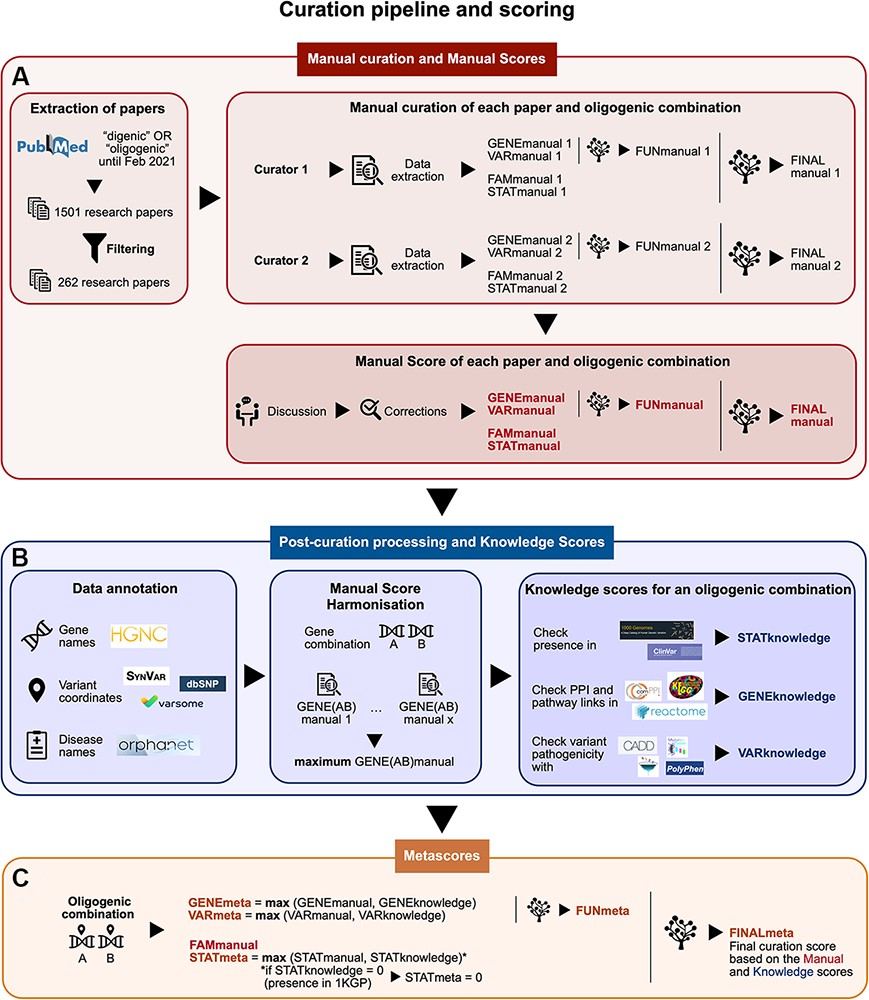 Curation pipeline and scoring
Manual curation and Manual Scores
A
Extraction of papers
PubMed
"digenic" OR
"oligogenic"
until Feb 2021
1501 research papers
Filtering
262 research papers
Manual curation of each paper and oligogenic combination
Curator 1
Data
extraction
GENEmanual 1
VARmanual 1
FAMmanual 1
STATmanual 1
FUNmanual 1
FINAL
manual 1
Curator 2
Data
extraction
GENEmanual 2
VARmanual 2
FAMmanual 2
STATmanual 2
FUNmanual 2
FINAL
manual 2
Manual Score of each paper and oligogenic combination
Discussion
Corrections
GENEmanual
VARmanual
FAMmanual
STATmanual
FUNmanual
FINAL
manual
Post-curation processing and Knowledge Scores
B
Data annotation
Gene
names
HGNC
Variant
coordinates
SYNVAR
dbSNP
varsome
Disease
names
orphanet
Manual Score
Harmonisation
Gene
combination
A B
GENE(AB)
manual 1
...
GENE(AB)
manual x
maximum GENE(AB)manual
Knowledge scores for an oligogenic combination
Check
presence in
1000 Genomes
ClinVar
STATknowledge
Check PPI and
pathway links in
comPPI
KEGG
reactome
GENEknowledge
Check variant
pathogenicity
with
CADD
PolyPhen
VARknowledge
Metascores
C
Oligogenic
combination
A B
GENEmeta = max (GENEmanual, GENEknowledge)
VARmeta = max (VARmanual, VARknowledge)
FAMmanual
STATmeta = max (STATmanual, STATknowledge)*
*if STATknowledge = 0
(presence in 1KGP)
STATmeta = 0
FUNmeta
FINALmeta
Final curation score
based on the Manual
and Knowledge scores